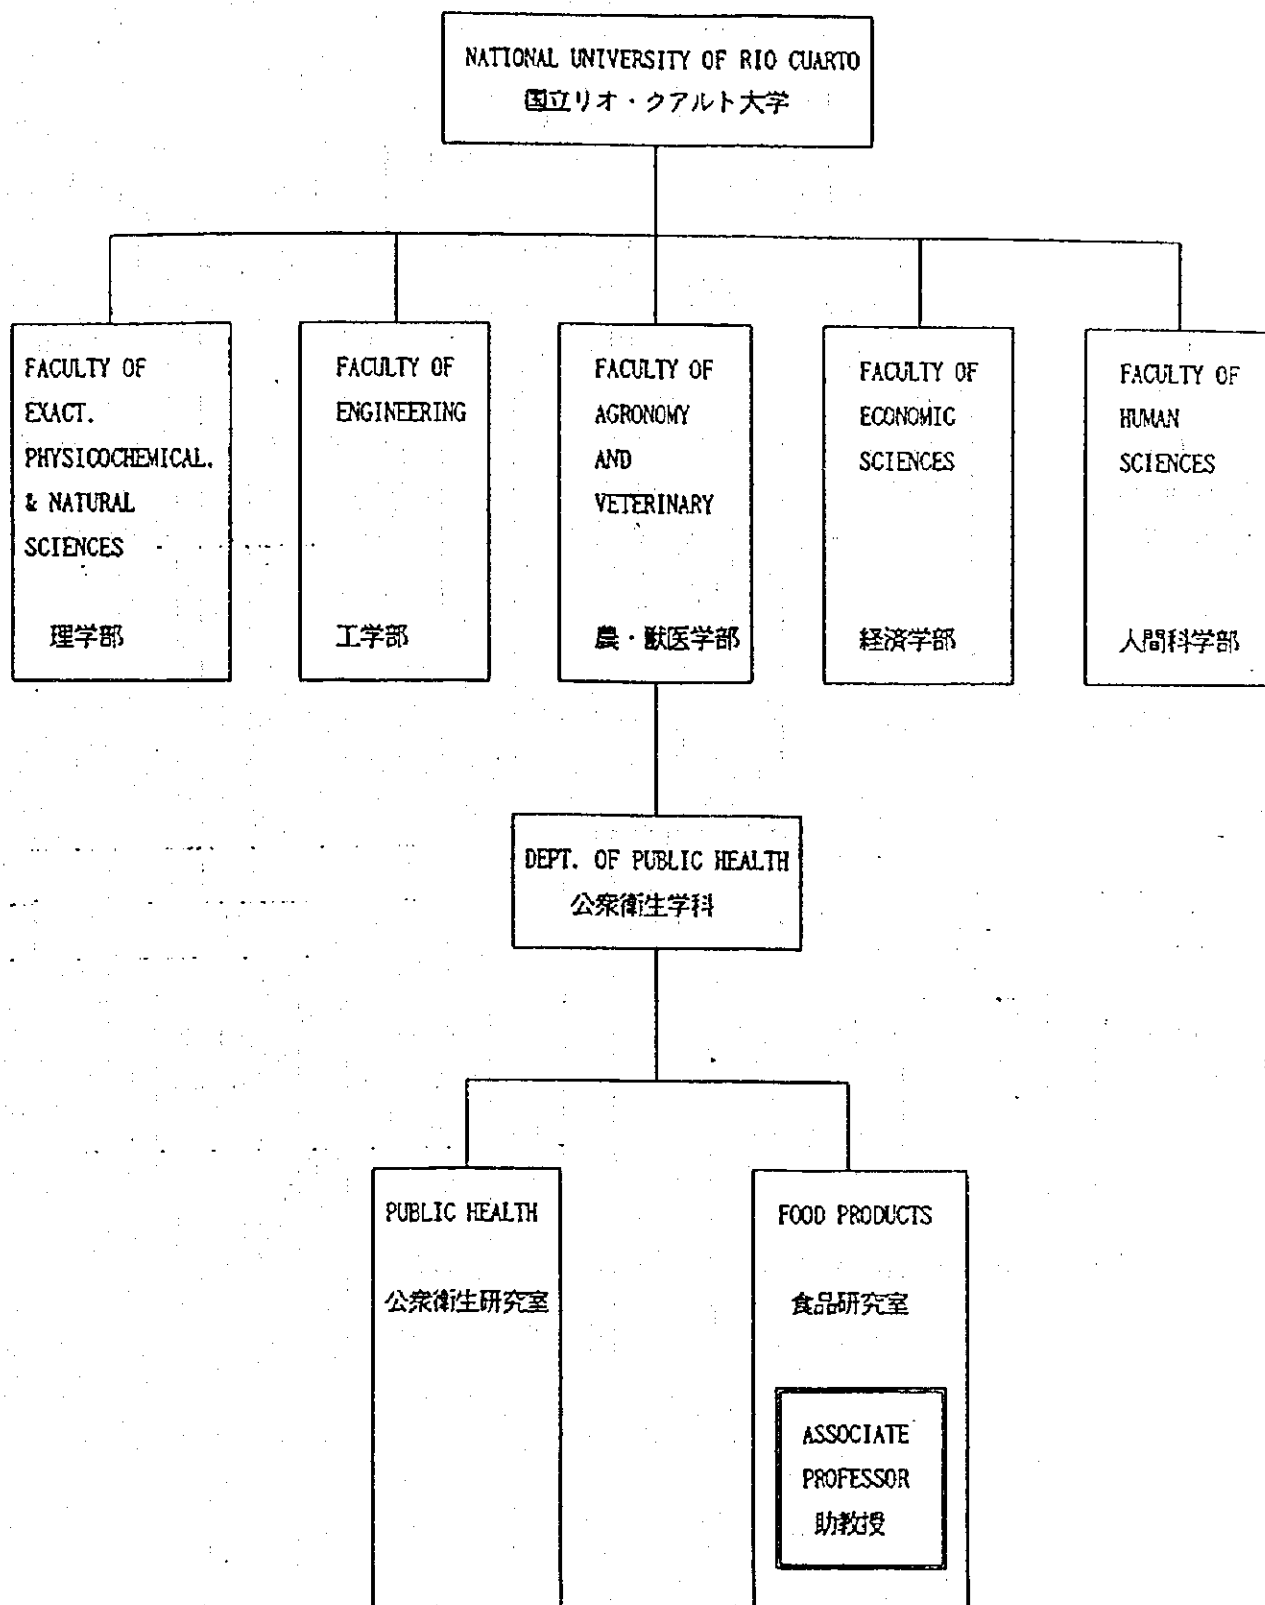 NATIONAL UNIVERSITY OF RIO CUARTO
国立リオ・クアルト大学
FACULTY OF
EXACT.
PHYSICOCHEMICAL.
& NATURAL
SCIENCES
理学部
FACULTY OF
ENGINEERING
工学部
FACULTY OF
AGRONOMY
AND
VETERINARY
農・獣医学部
FACULTY OF
ECONOMIC
SCIENCES
経済学部
FACULTY OF
HUMAN
SCIENCES
人間科学部
DEPT. OF PUBLIC HEALTH
公衆衛生学科
PUBLIC HEALTH
公衆衛生研究室
FOOD PRODUCTS
食品研究室
ASSOCIATE
PROFESSOR
助教授